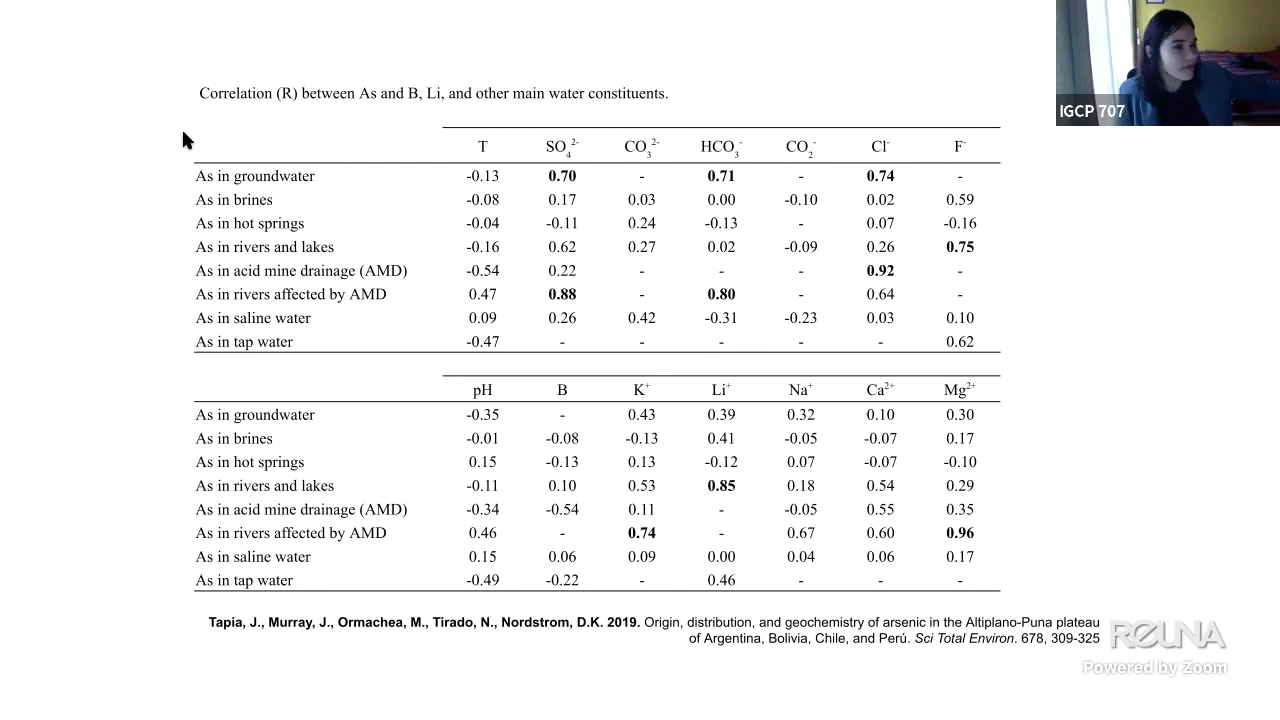 IGCP 707
Correlation (R) between As and B, Li, and other main water constituents.
T SO₄²⁻ CO₃²⁻ HCO₃⁻ CO₂⁻ Cl⁻ F⁻
As in groundwater -0.13 0.70 - 0.71 - 0.74 -
As in brines -0.08 0.17 0.03 0.00 -0.10 0.02 0.59
As in hot springs -0.04 -0.11 0.24 -0.13 - 0.07 -0.16
As in rivers and lakes -0.16 0.62 0.27 0.02 -0.09 0.26 0.75
As in acid mine drainage (AMD) -0.54 0.22 - - - 0.92 -
As in rivers affected by AMD 0.47 0.88 - 0.80 - 0.64 -
As in saline water 0.09 0.26 0.42 -0.31 -0.23 0.03 0.10
As in tap water -0.47 - - - - - 0.62
pH B K⁺ Li⁺ Na⁺ Ca²⁺ Mg²⁺
As in groundwater -0.35 - 0.43 0.39 0.32 0.10 0.30
As in brines -0.01 -0.08 -0.13 0.41 -0.05 -0.07 0.17
As in hot springs 0.15 -0.13 0.13 -0.12 0.07 -0.07 -0.10
As in rivers and lakes -0.11 0.10 0.53 0.85 0.18 0.54 0.29
As in acid mine drainage (AMD) -0.34 -0.54 0.11 - -0.05 0.55 0.35
As in rivers affected by AMD 0.46 - 0.74 - 0.67 0.60 0.96
As in saline water 0.15 0.06 0.09 0.00 0.04 0.06 0.17
As in tap water -0.49 -0.22 - 0.46 - - -
Tapia, J., Murray, J., Ormachea, M., Tirado, N., Nordstrom, D.K. 2019. Origin, distribution, and geochemistry of arsenic in the Altiplano-Puna plateau
of Argentina, Bolivia, Chile, and Perú. Sci Total Environ. 678, 309-325
REUNA
Powered by Zoom